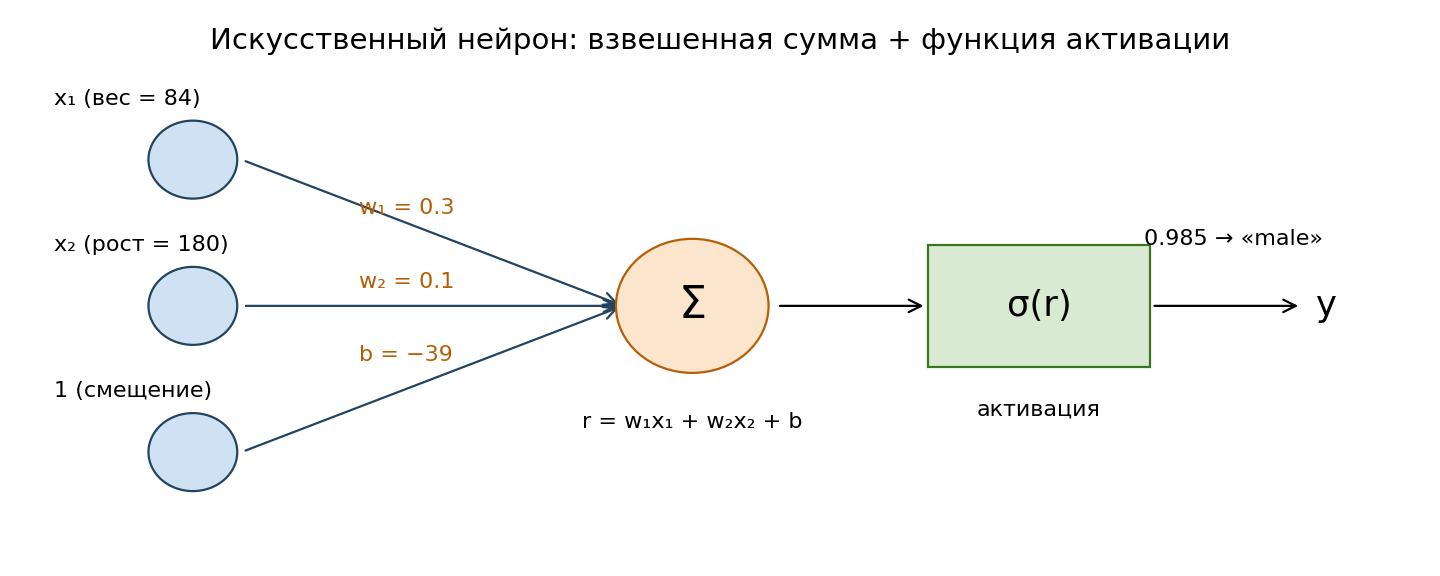 Искусственный нейрон: взвешенная сумма + функция активации
x₁ (вес = 84)
w₁ = 0.3
x₂ (рост = 180)
w₂ = 0.1
1 (смещение)
b = −39
Σ
r = w₁x₁ + w₂x₂ + b
σ(r)
активация
0.985 → «male»
y